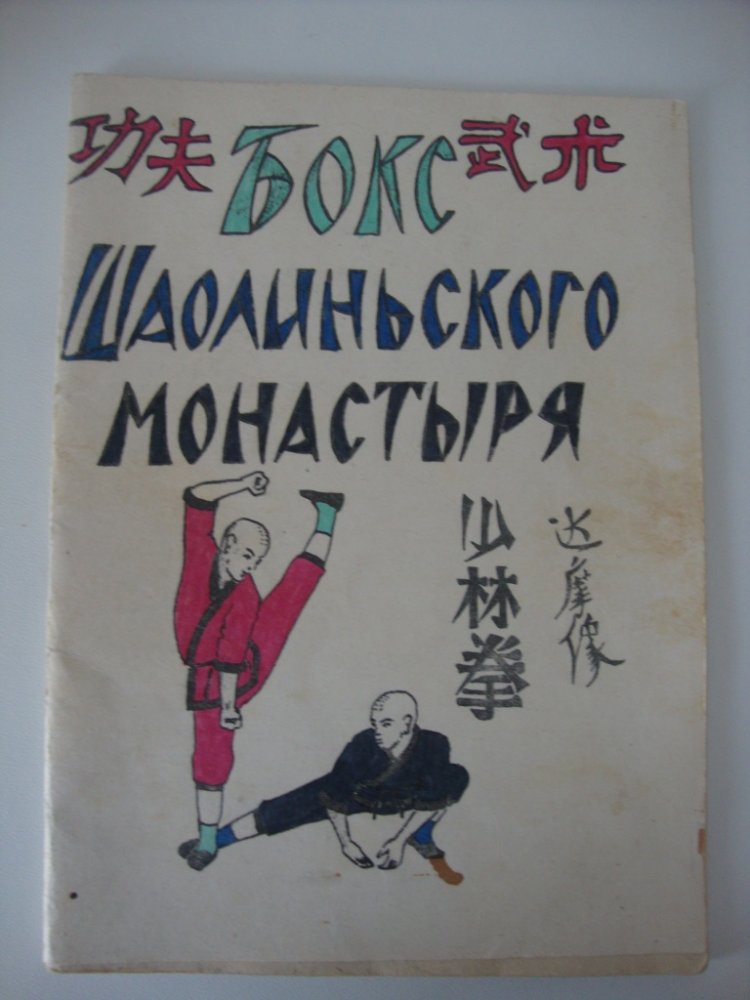 功夫 Бокс 武术
Шаолиньского
монастыря
少林拳
达摩像